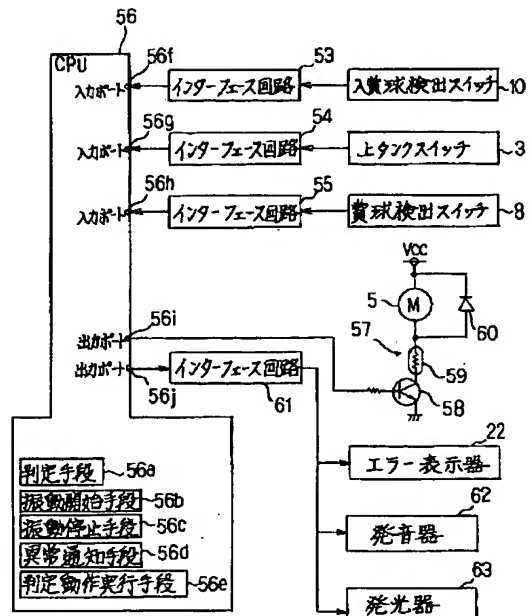 56
CPU
56f
53
入力ポート
インターフェース回路
入賞球検出スイッチ
10
56g
54
入力ポート
インターフェース回路
上タンクスイッチ
3
56h
55
入力ポート
インターフェース回路
賞球検出スイッチ
8
VCC
5
M
60
57
59
58
出力ポート
56i
出力ポート
56j
インターフェース回路
61
22
エラー表示器
62
発音器
63
発光器
判定手段
56a
振動開始手段
56b
振動停止手段
56c
異常通知手段
56d
判定動作実行手段
56e